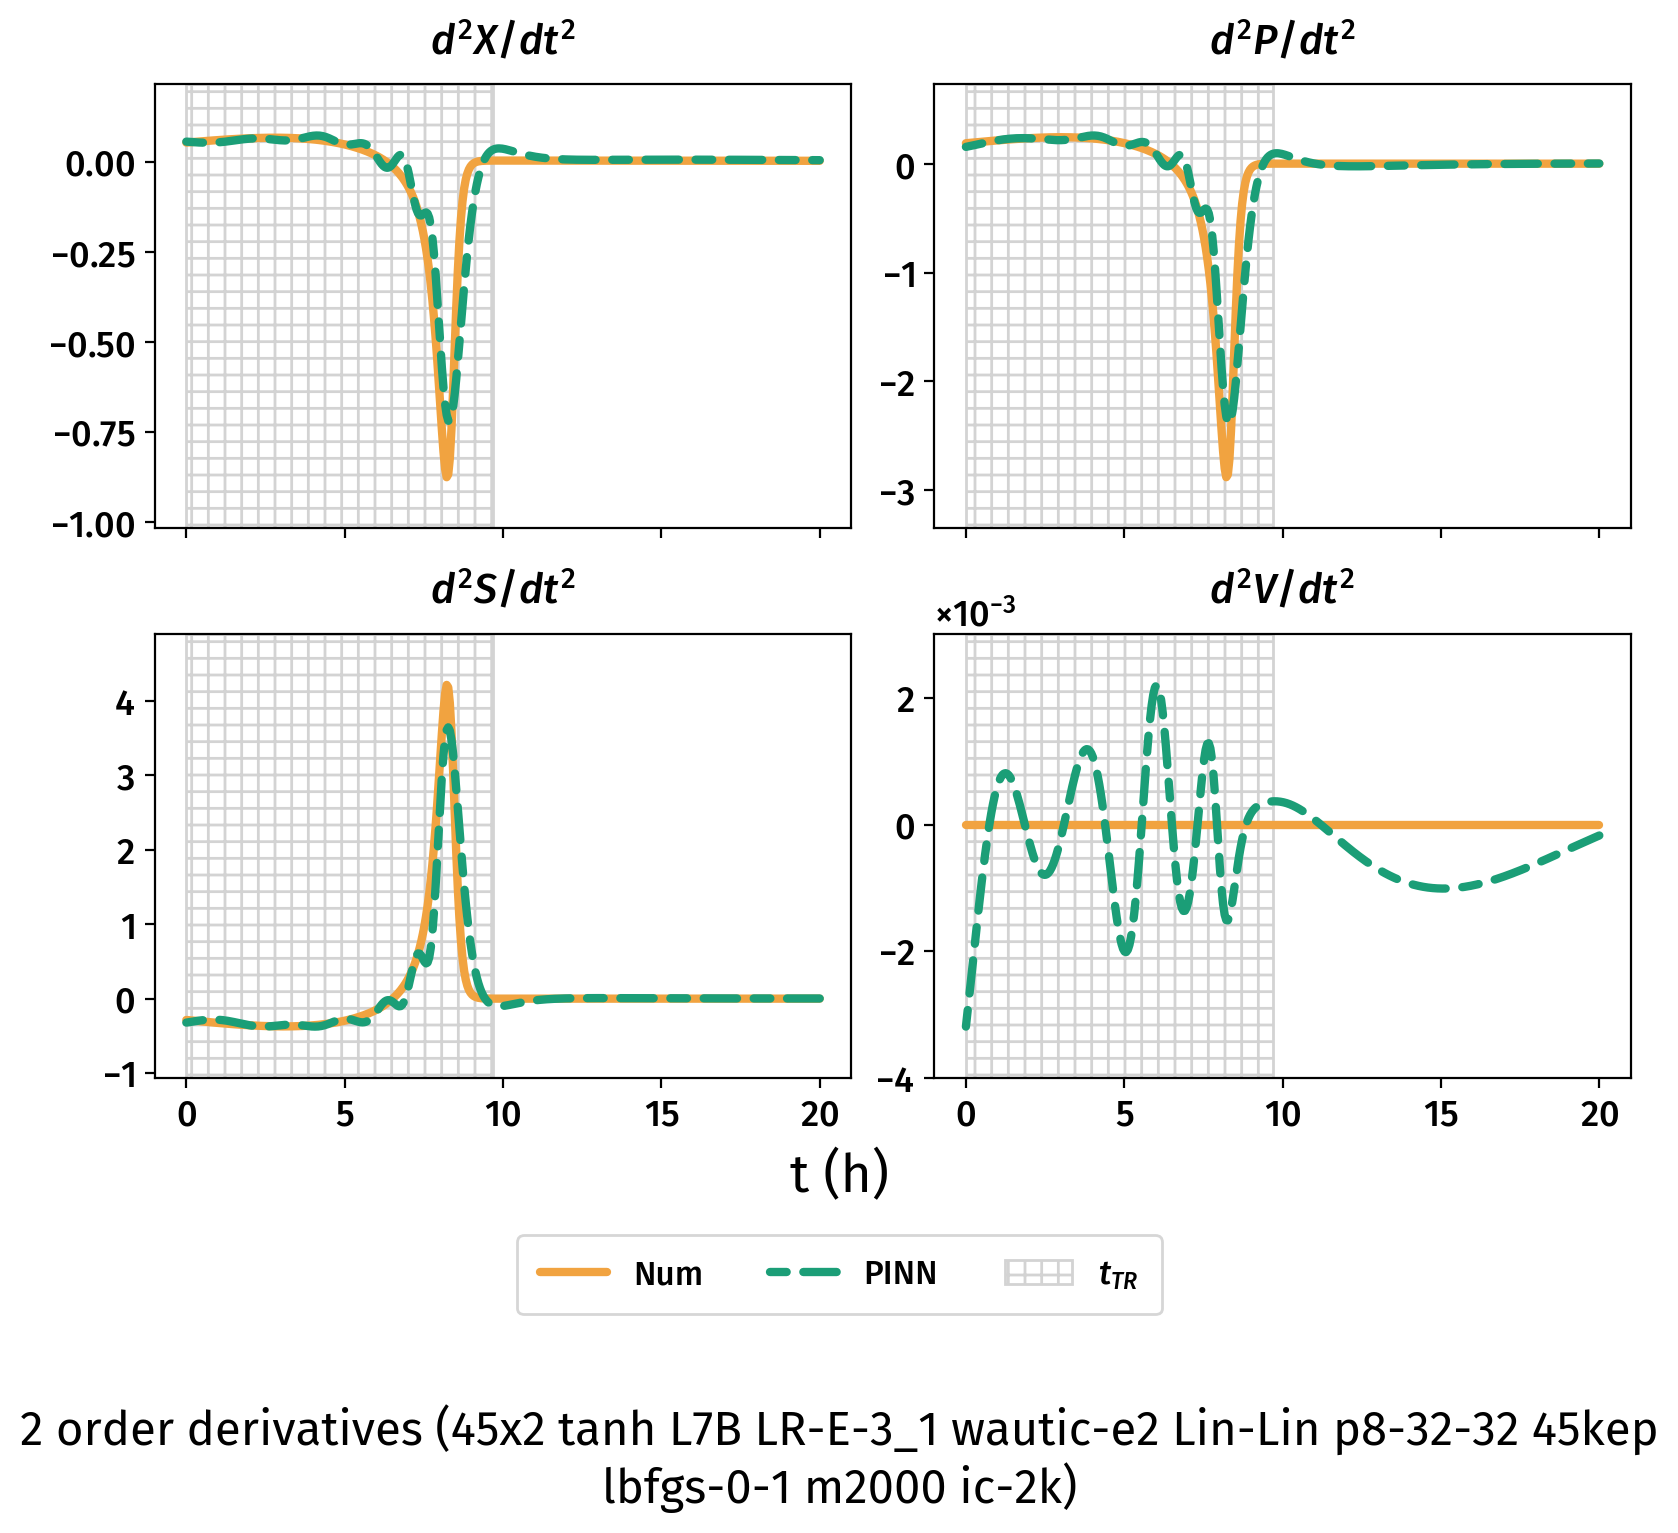 d²X/dt²
d²P/dt²
0.00
−0.25
−0.50
−0.75
−1.00
0
−1
−2
−3
d²S/dt²
d²V/dt²
×10⁻³
4
3
2
1
0
−1
2
0
−2
−4
0 5 10 15 20
0 5 10 15 20
t (h)
Num PINN t_TR
2 order derivatives (45x2 tanh L7B LR-E-3_1 wautic-e2 Lin-Lin p8-32-32 45kep
lbfgs-0-1 m2000 ic-2k)